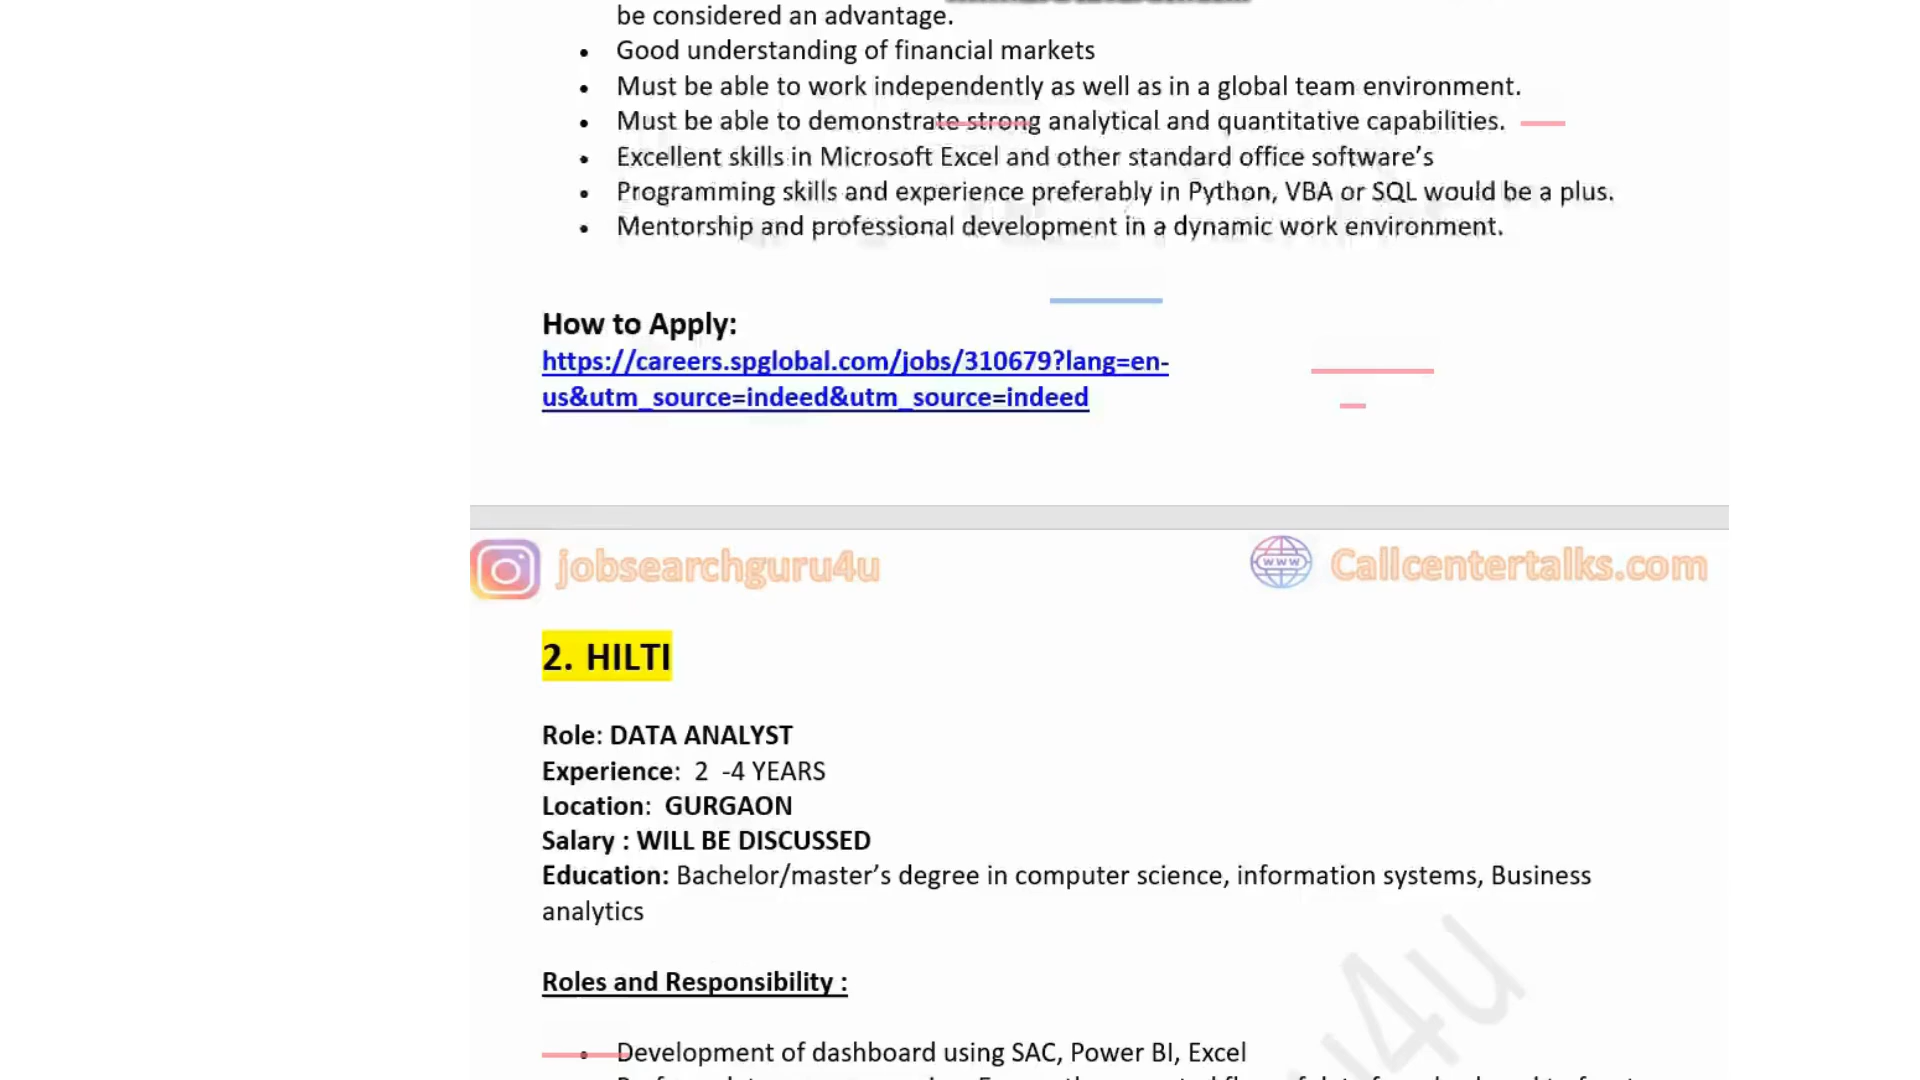 be considered an advantage.
• Good understanding of financial markets
• Must be able to work independently as well as in a global team environment.
• Must be able to demonstrate strong analytical and quantitative capabilities.
• Excellent skills in Microsoft Excel and other standard office software’s
• Programming skills and experience preferably in Python, VBA or SQL would be a plus.
• Mentorship and professional development in a dynamic work environment.
How to Apply:
https://careers.spglobal.com/jobs/310679?lang=en-
us&utm_source=indeed&utm_source=indeed
jobsearchguru4u
www Callcentertalks.com
2. HILTI
Role: DATA ANALYST
Experience: 2 -4 YEARS
Location: GURGAON
Salary : WILL BE DISCUSSED
Education: Bachelor/master’s degree in computer science, information systems, Business
analytics
Roles and Responsibility :
• Development of dashboard using SAC, Power BI, Excel
u4u